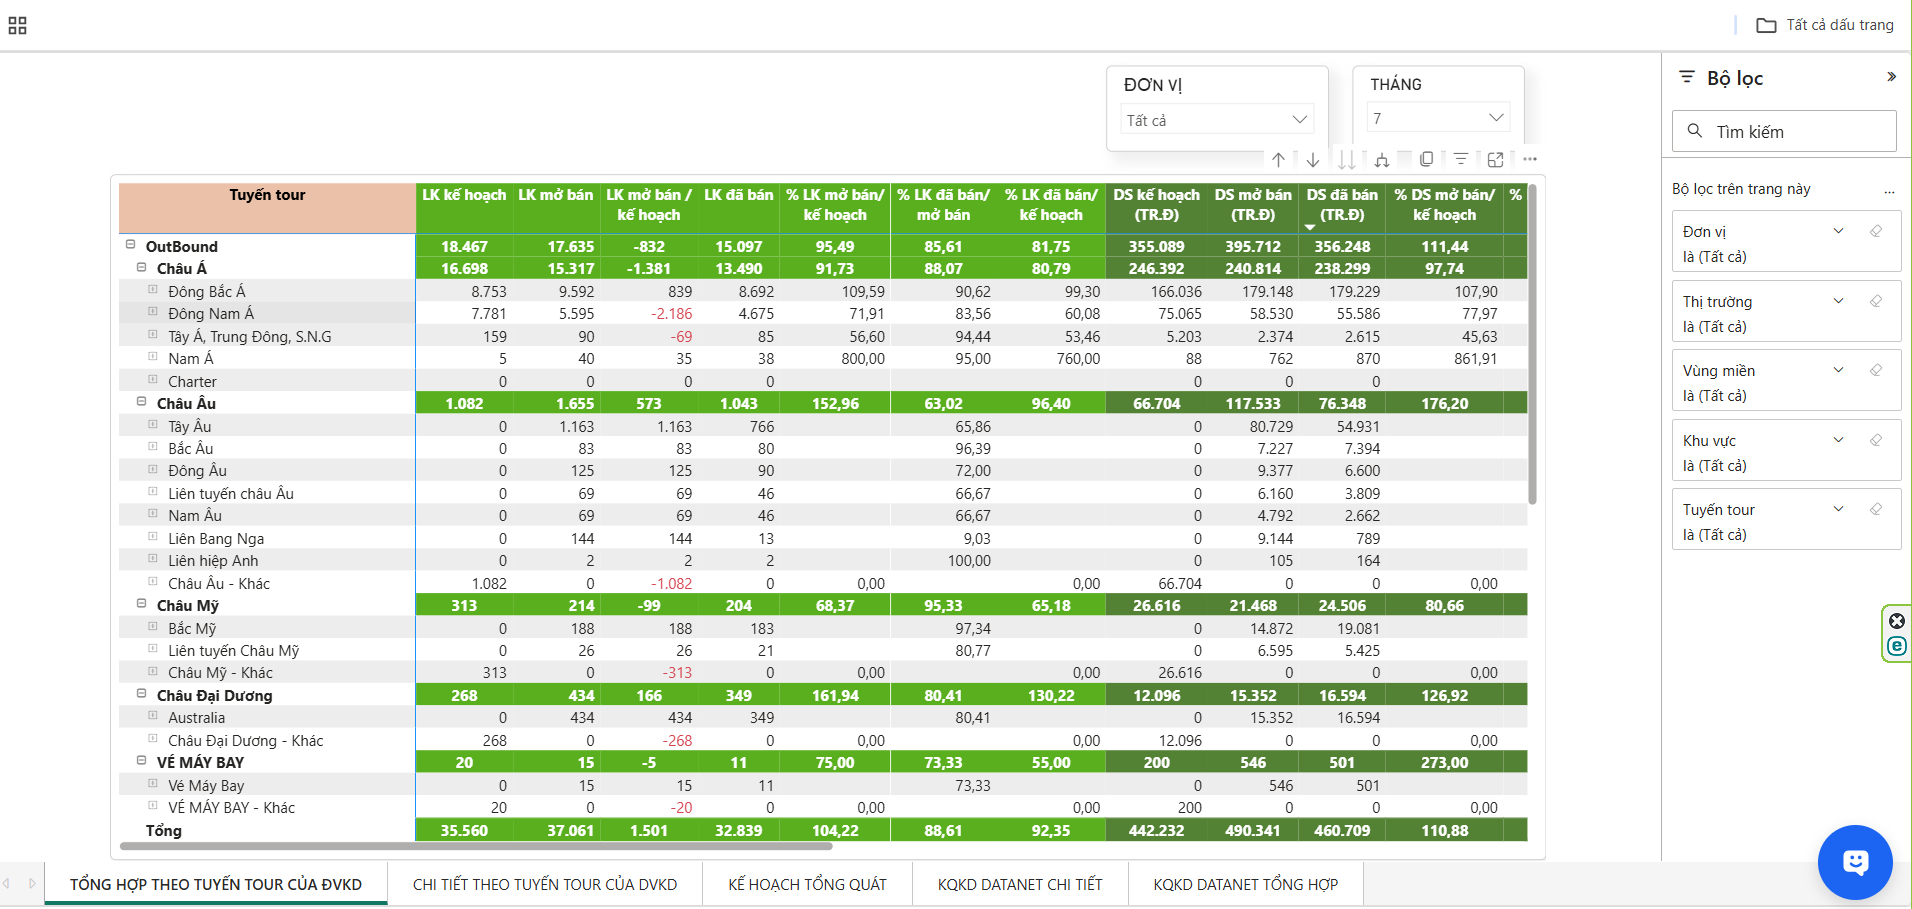 Tất cả dấu trang
ĐƠN VỊ
Tất cả
THÁNG
7
Bộ lọc
Tìm kiếm
Bộ lọc trên trang này ...
Đơn vị
là (Tất cả)
Thị trường
là (Tất cả)
Vùng miền
là (Tất cả)
Khu vực
là (Tất cả)
Tuyến tour
là (Tất cả)
Tuyến tour LK kế hoạch LK mở bán LK mở bán / kế hoạch LK đã bán % LK mở bán/ kế hoạch % LK đã bán/ mở bán % LK đã bán/ kế hoạch DS kế hoạch (TR.Đ) DS mở bán (TR.Đ) DS đã bán (TR.Đ) % DS mở bán/ kế hoạch %
OutBound 18.467 17.635 -832 15.097 95,49 85,61 81,75 355.089 395.712 356.248 111,44
Châu Á 16.698 15.317 -1.381 13.490 91,73 88,07 80,79 246.392 240.814 238.299 97,74
Đông Bắc Á 8.753 9.592 839 8.692 109,59 90,62 99,30 166.036 179.148 179.229 107,90
Đông Nam Á 7.781 5.595 -2.186 4.675 71,91 83,56 60,08 75.065 58.530 55.586 77,97
Tây Á, Trung Đông, S.N.G 159 90 -69 85 56,60 94,44 53,46 5.203 2.374 2.615 45,63
Nam Á 5 40 35 38 800,00 95,00 760,00 88 762 870 861,91
Charter 0 0 0 0 0 0 0
Châu Âu 1.082 1.655 573 1.043 152,96 63,02 96,40 66.704 117.533 76.348 176,20
Tây Âu 0 1.163 1.163 766 65,86 0 80.729 54.931
Bắc Âu 0 83 83 80 96,39 0 7.227 7.394
Đông Âu 0 125 125 90 72,00 0 9.377 6.600
Liên tuyến châu Âu 0 69 69 46 66,67 0 6.160 3.809
Nam Âu 0 69 69 46 66,67 0 4.792 2.662
Liên Bang Nga 0 144 144 13 9,03 0 9.144 789
Liên hiệp Anh 0 2 2 2 100,00 0 105 164
Châu Âu - Khác 1.082 0 -1.082 0 0,00 0,00 66.704 0 0 0,00
Châu Mỹ 313 214 -99 204 68,37 95,33 65,18 26.616 21.468 24.506 80,66
Bắc Mỹ 0 188 188 183 97,34 0 14.872 19.081
Liên tuyến Châu Mỹ 0 26 26 21 80,77 0 6.595 5.425
Châu Mỹ - Khác 313 0 -313 0 0,00 0,00 26.616 0 0 0,00
Châu Đại Dương 268 434 166 349 161,94 80,41 130,22 12.096 15.352 16.594 126,92
Australia 0 434 434 349 80,41 0 15.352 16.594
Châu Đại Dương - Khác 268 0 -268 0 0,00 0,00 12.096 0 0 0,00
VÉ MÁY BAY 20 15 -5 11 75,00 73,33 55,00 200 546 501 273,00
Vé Máy Bay 0 15 15 11 73,33 0 546 501
VÉ MÁY BAY - Khác 20 0 -20 0 0,00 0,00 200 0 0 0,00
Tổng 35.560 37.061 1.501 32.839 104,22 88,61 92,35 442.232 490.341 460.709 110,88
TỔNG HỢP THEO TUYẾN TOUR CỦA ĐVKD CHI TIẾT THEO TUYẾN TOUR CỦA DVKD KẾ HOẠCH TỔNG QUÁT KQKD DATANET CHI TIẾT KQKD DATANET TỔNG HỢP